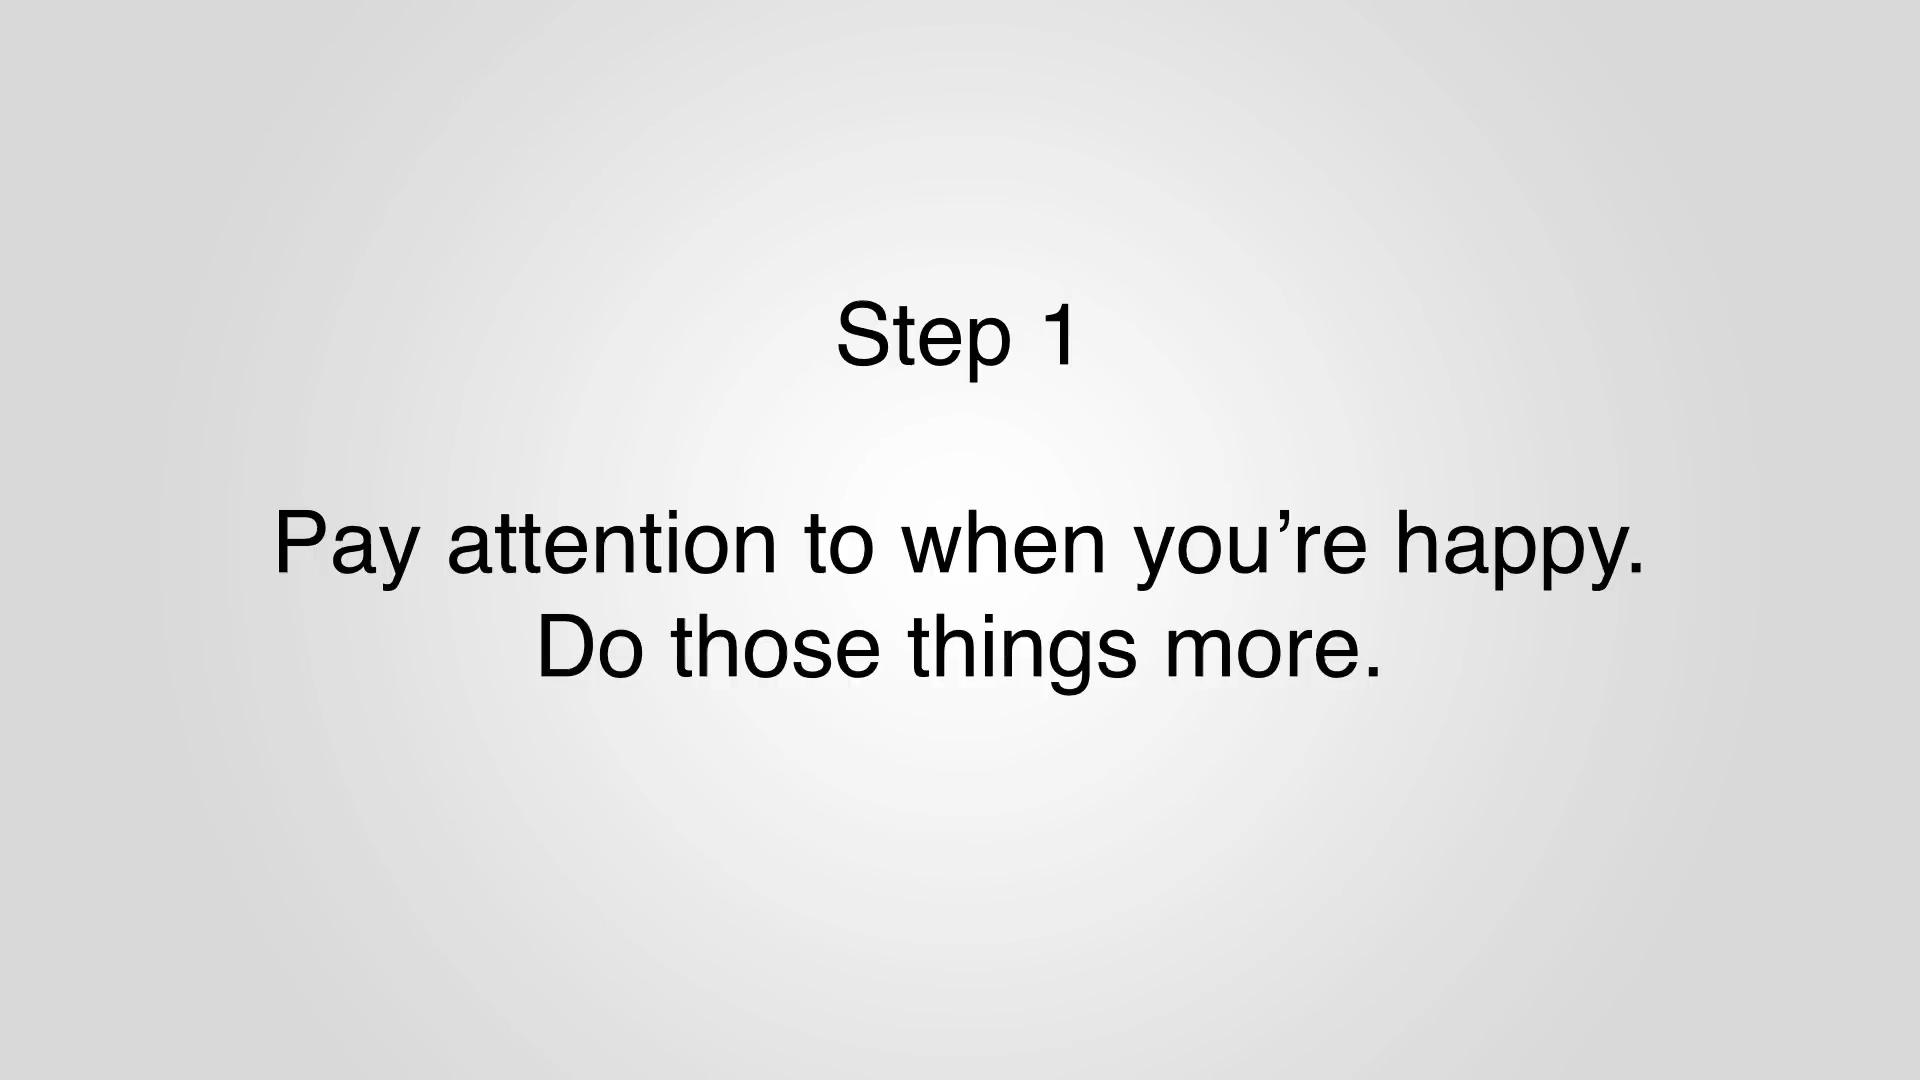 Step 1
Pay attention to when you’re happy.
Do those things more.